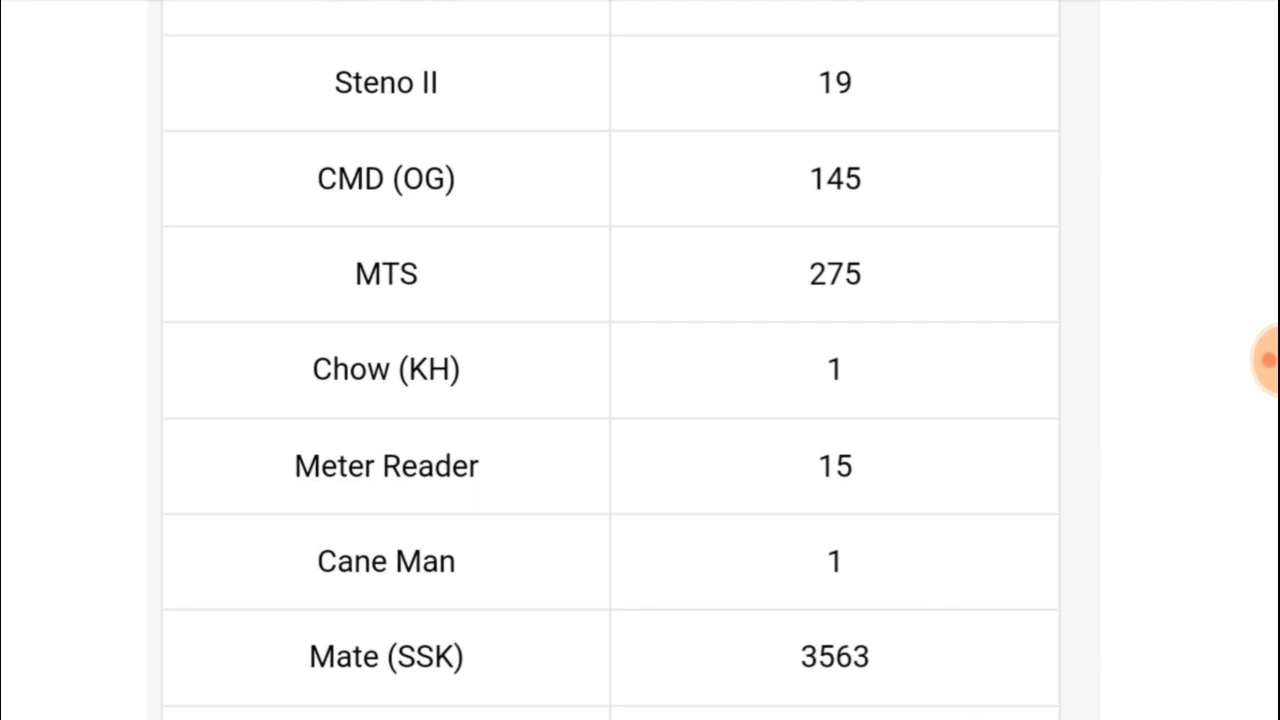 Steno II 19
CMD (OG) 145
MTS 275
Chow (KH) 1
Meter Reader 15
Cane Man 1
Mate (SSK) 3563